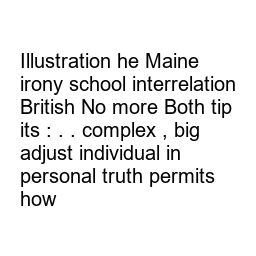 Illustration he Maine
irony school interrelation
British No more Both tip
its : . . complex , big
adjust individual in
personal truth permits
how